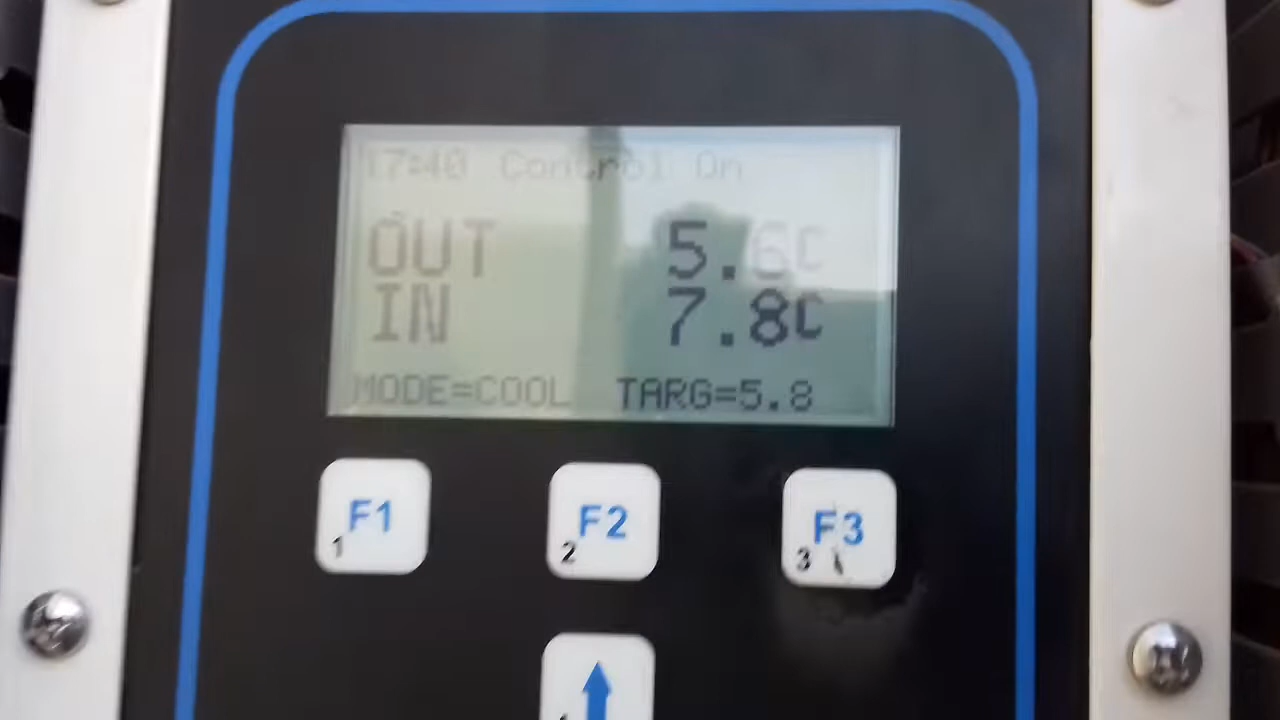 17:40 Control On
OUT 5.6C
IN 7.8C
MODE=COOL TARG=5.8
F1 F2 F3
1 2 3